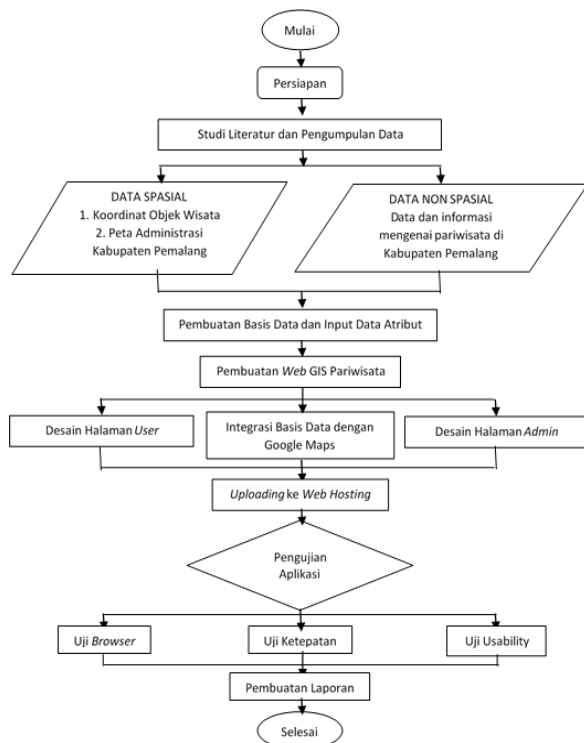 Mulai
Persiapan
Studi Literatur dan Pengumpulan Data
DATA SPASIAL
1. Koordinat Objek Wisata
2. Peta Administrasi
Kabupaten Pemalang
DATA NON SPASIAL
Data dan informasi
mengenai pariwisata di
Kabupaten Pemalang
Pembuatan Basis Data dan Input Data Atribut
Pembuatan Web GIS Pariwisata
Desain Halaman User
Integrasi Basis Data dengan
Google Maps
Desain Halaman Admin
Uploading ke Web Hosting
Pengujian
Aplikasi
Uji Browser
Uji Ketepatan
Uji Usability
Pembuatan Laporan
Selesai